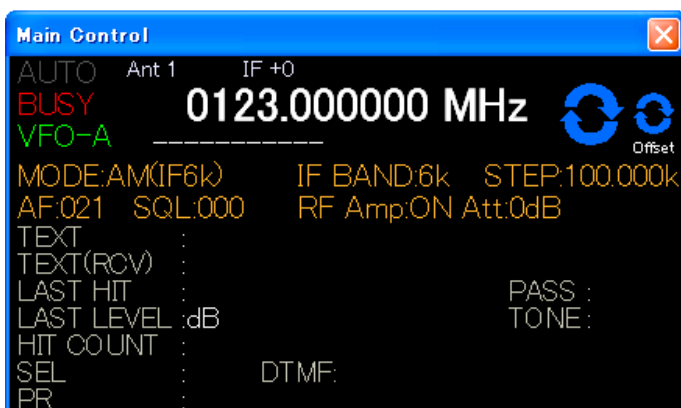 Main Control
AUTO Ant 1 IF +0
BUSY 0123.000000 MHz
VFO-A ____________ Offset
MODE:AM(IF6k) IF BAND:6k STEP:100.000k
AF:021 SQL:000 RF Amp:ON Att:0dB
TEXT :
TEXT(RCV) :
LAST HIT : PASS :
LAST LEVEL :dB TONE :
HIT COUNT :
SEL : DTMF:
PR :